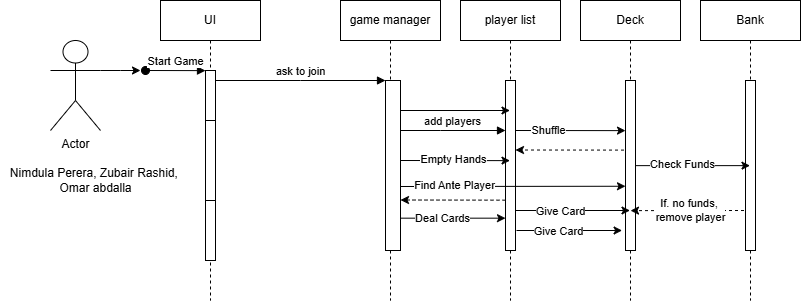 UI
game manager
player list
Deck
Bank
Start Game
ask to join
add players
Shuffle
Empty Hands
Check Funds
Actor
Nimdula Perera, Zubair Rashid,
Omar abdalla
Find Ante Player
Deal Cards
Give Card
If. no funds,
remove player
Give Card